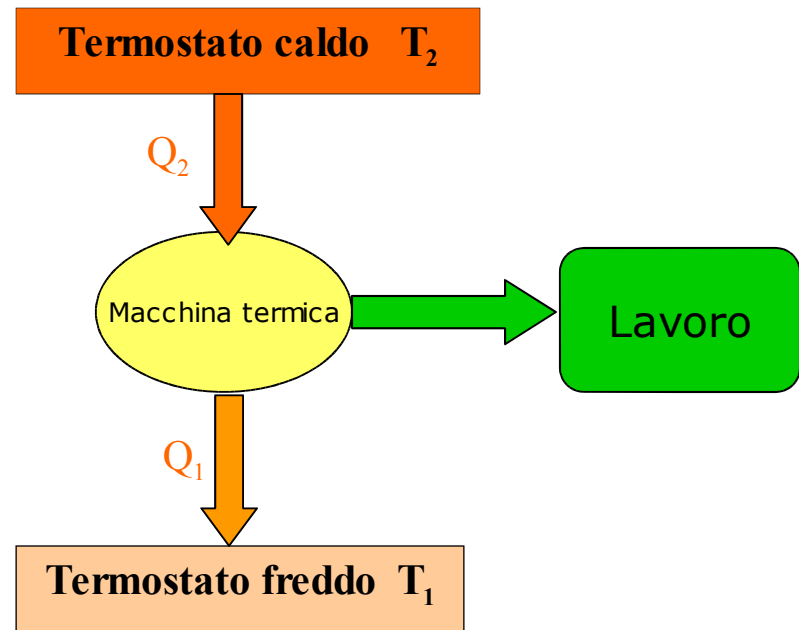 Termostato caldo T₂
Q₂
Macchina termica
Lavoro
Q₁
Termostato freddo T₁